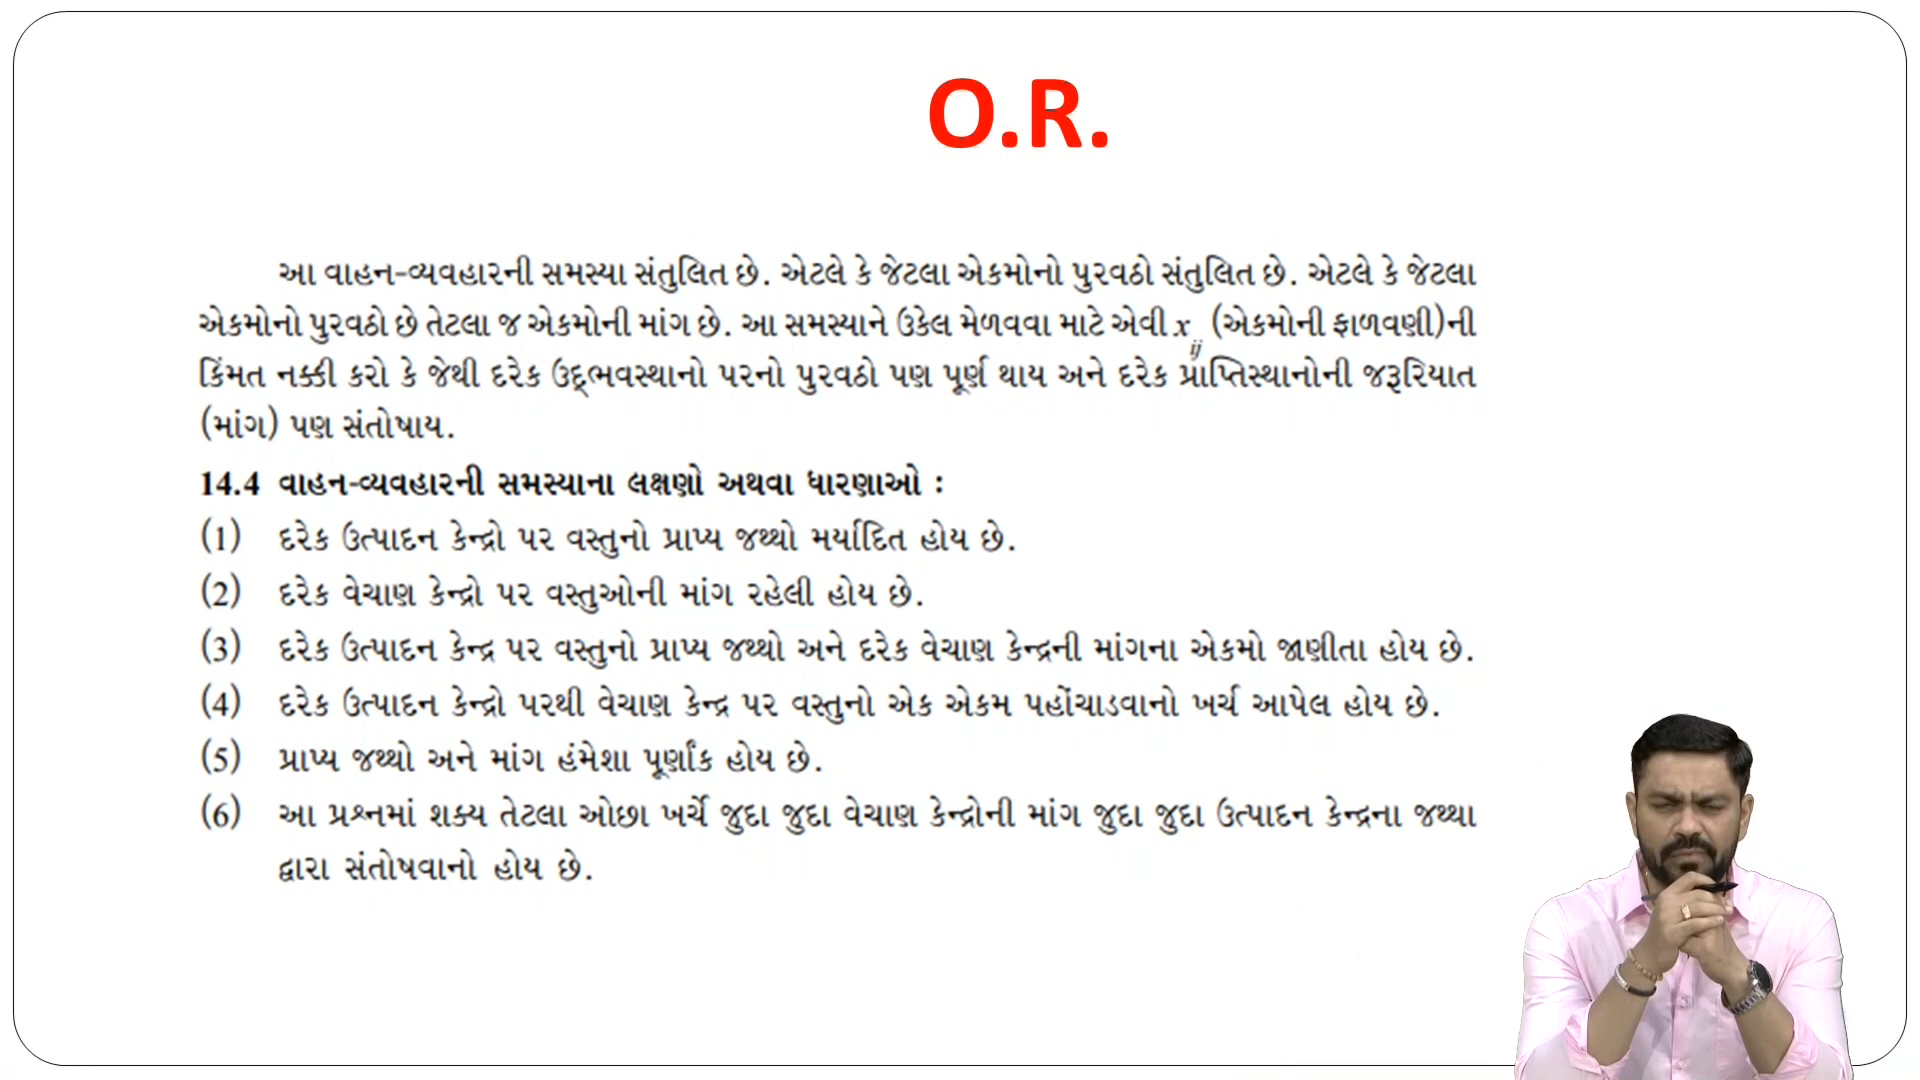 O.R.
આ વાહન-વ્યવહારની સમસ્યા સંતુલિત છે. એટલે કે જેટલા એકમોનો પુરવઠો સંતુલિત છે. એટલે કે જેટલા
એકમોનો પુરવઠો છે તેટલા જ એકમોની માંગ છે. આ સમસ્યાને ઉકેલ મેળવવા માટે એવી x_ij (એકમોની ફાળવણી)ની
કિંમત નક્કી કરો કે જેથી દરેક ઉદ્ભવસ્થાનો પરનો પુરવઠો પણ પૂર્ણ થાય અને દરેક પ્રાપ્તિસ્થાનોની જરૂરિયાત
(માંગ) પણ સંતોષાય.
14.4 વાહન-વ્યવહારની સમસ્યાના લક્ષણો અથવા ધારણાઓ :
(1) દરેક ઉત્પાદન કેન્દ્રો પર વસ્તુનો પ્રાપ્ય જથ્થો મર્યાદિત હોય છે.
(2) દરેક વેચાણ કેન્દ્રો પર વસ્તુઓની માંગ રહેલી હોય છે.
(3) દરેક ઉત્પાદન કેન્દ્ર પર વસ્તુનો પ્રાપ્ય જથ્થો અને દરેક વેચાણ કેન્દ્રની માંગના એકમો જાણીતા હોય છે.
(4) દરેક ઉત્પાદન કેન્દ્રો પરથી વેચાણ કેન્દ્ર પર વસ્તુનો એક એકમ પહોંચાડવાનો ખર્ચ આપેલ હોય છે.
(5) પ્રાપ્ય જથ્થો અને માંગ હંમેશા પૂર્ણાંક હોય છે.
(6) આ પ્રશ્નમાં શક્ય તેટલા ઓછા ખર્ચે જુદા જુદા વેચાણ કેન્દ્રોની માંગ જુદા જુદા ઉત્પાદન કેન્દ્રના જથ્થા
દ્વારા સંતોષવાનો હોય છે.